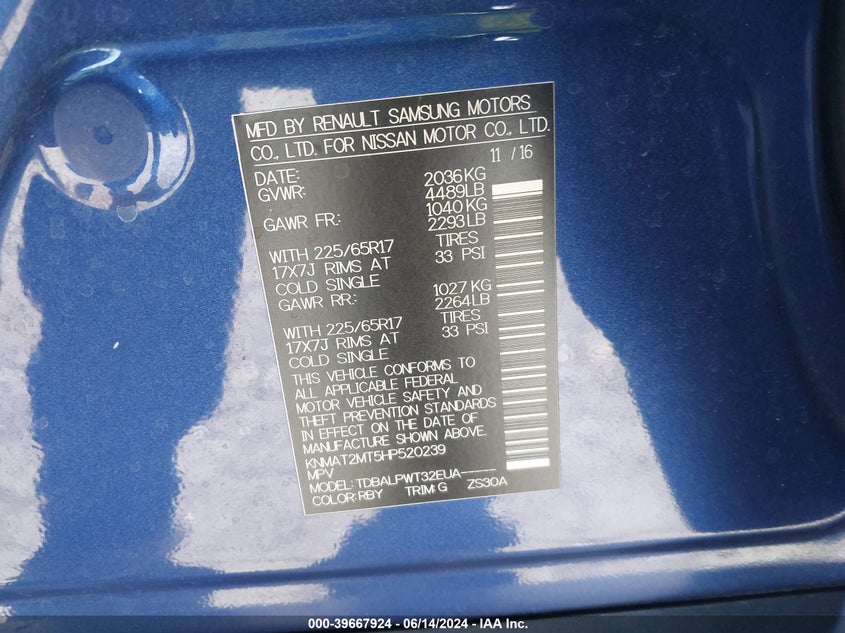 MFD BY RENAULT SAMSUNG MOTORS
CO., LTD. FOR NISSAN MOTOR CO., LTD.
DATE: 11 / 16
GVWR: 2036KG
4489LB
GAWR FR: 1040KG
2293LB
WITH 225/65R17 TIRES
17X7J RIMS AT 33 PSI
COLD SINGLE
GAWR RR: 1027 KG
2264LB
WITH 225/65R17 TIRES
17X7J RIMS AT 33 PSI
COLD SINGLE
THIS VEHICLE CONFORMS TO
ALL APPLICABLE FEDERAL
MOTOR VEHICLE SAFETY AND
THEFT PREVENTION STANDARDS
IN EFFECT ON THE DATE OF
MANUFACTURE SHOWN ABOVE.
KNMAT2MT5HP520239
MPV
MODEL: TDBALPWT32EUA-----
COLOR: RBY TRIM: G ZS30A
000-39667924 / 06/14/2024 - IAA Inc.